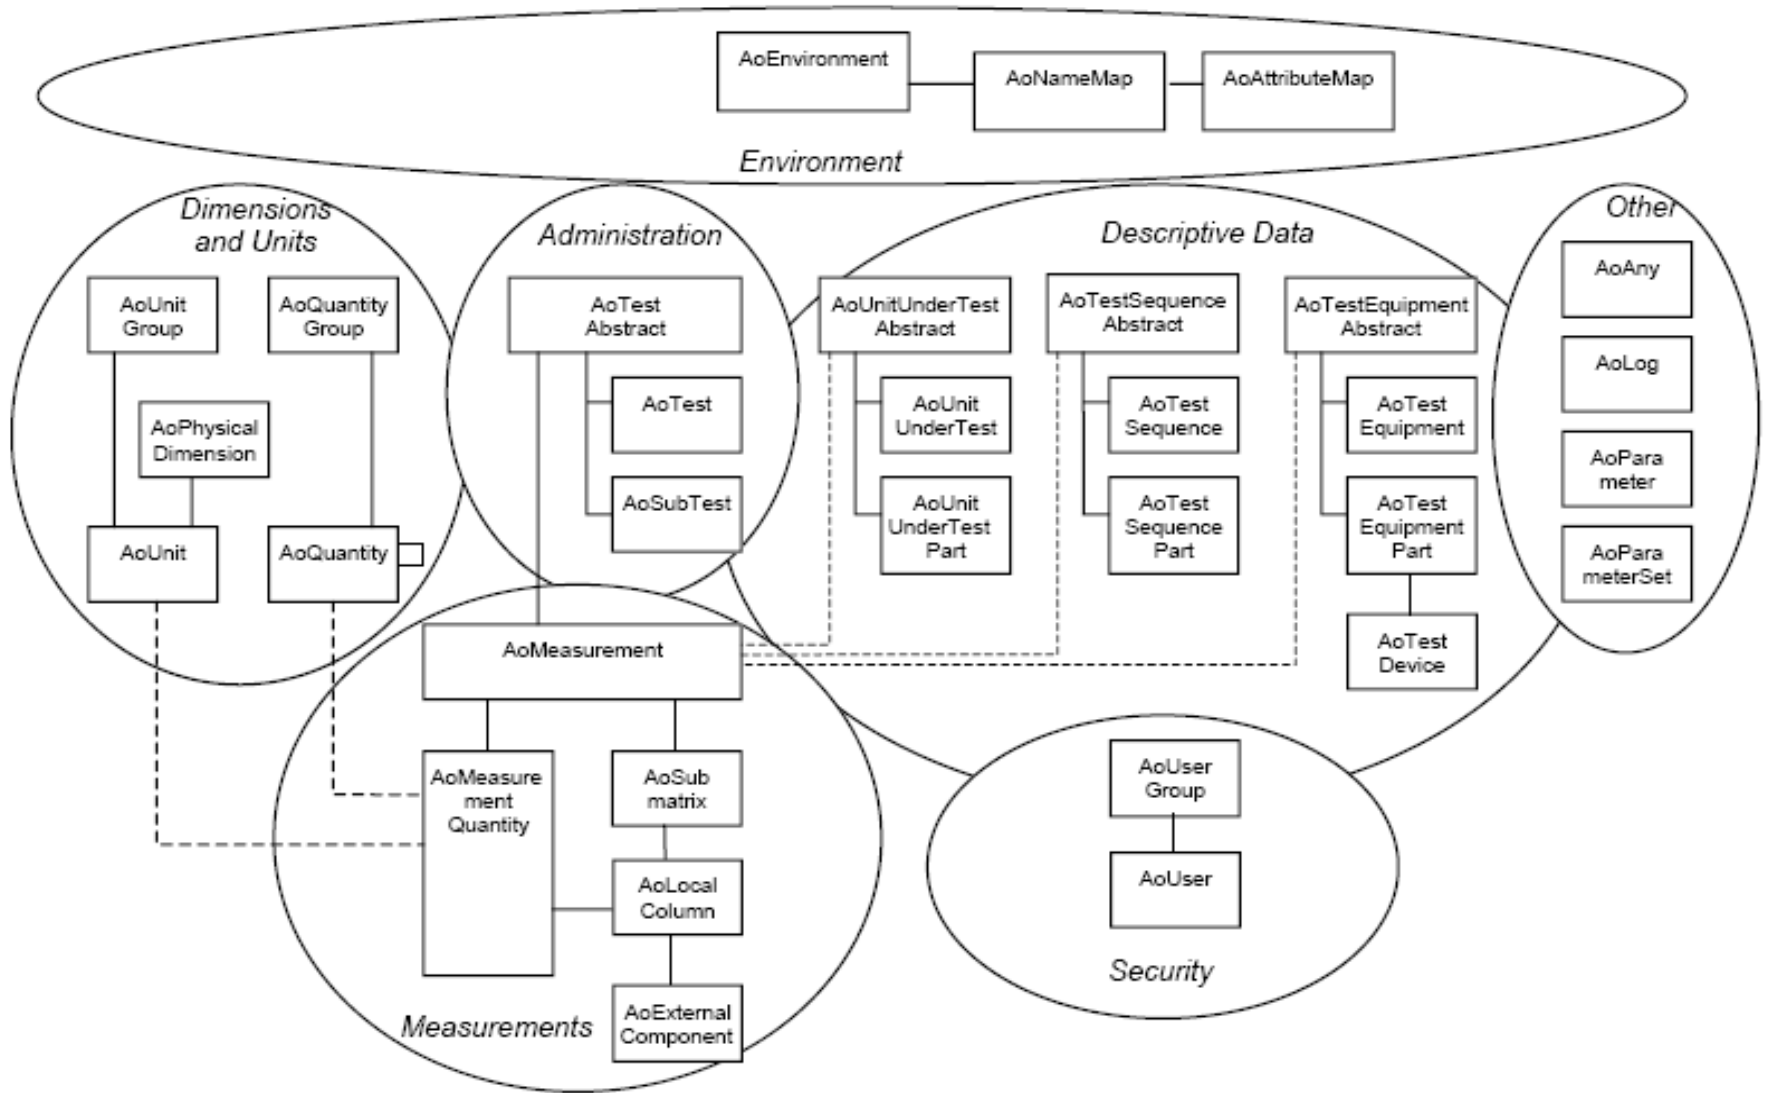 AoEnvironment
AoNameMap
AoAttributeMap
Environment
Dimensions
and Units
AoUnit
Group
AoQuantity
Group
AoPhysical
Dimension
AoUnit
AoQuantity
Administration
AoTest
Abstract
AoTest
AoSubTest
Descriptive Data
AoUnitUnderTest
Abstract
AoUnit
UnderTest
AoUnit
UnderTest
Part
AoTestSequence
Abstract
AoTest
Sequence
AoTest
Sequence
Part
AoTestEquipment
Abstract
AoTest
Equipment
AoTest
Equipment
Part
AoTest
Device
Other
AoAny
AoLog
AoPara
meter
AoPara
meterSet
AoMeasurement
AoMeasure
ment
Quantity
AoSub
matrix
AoLocal
Column
AoExternal
Component
Measurements
AoUser
Group
AoUser
Security